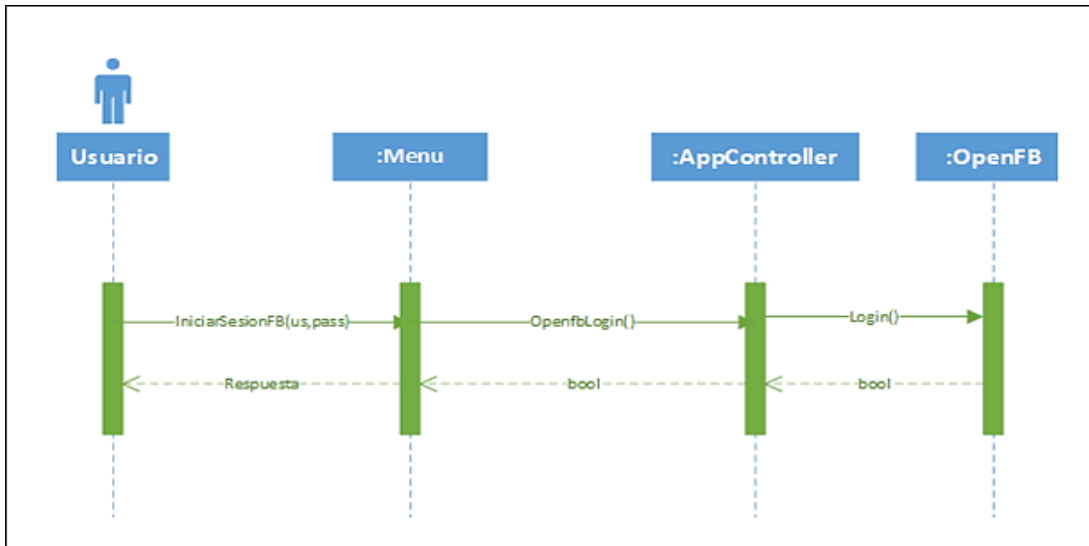 Usuario
:Menu
:AppController
:OpenFB
IniciarSesionFB(us,pass)
OpenfbLogin()
Login()
Respuesta
bool
bool